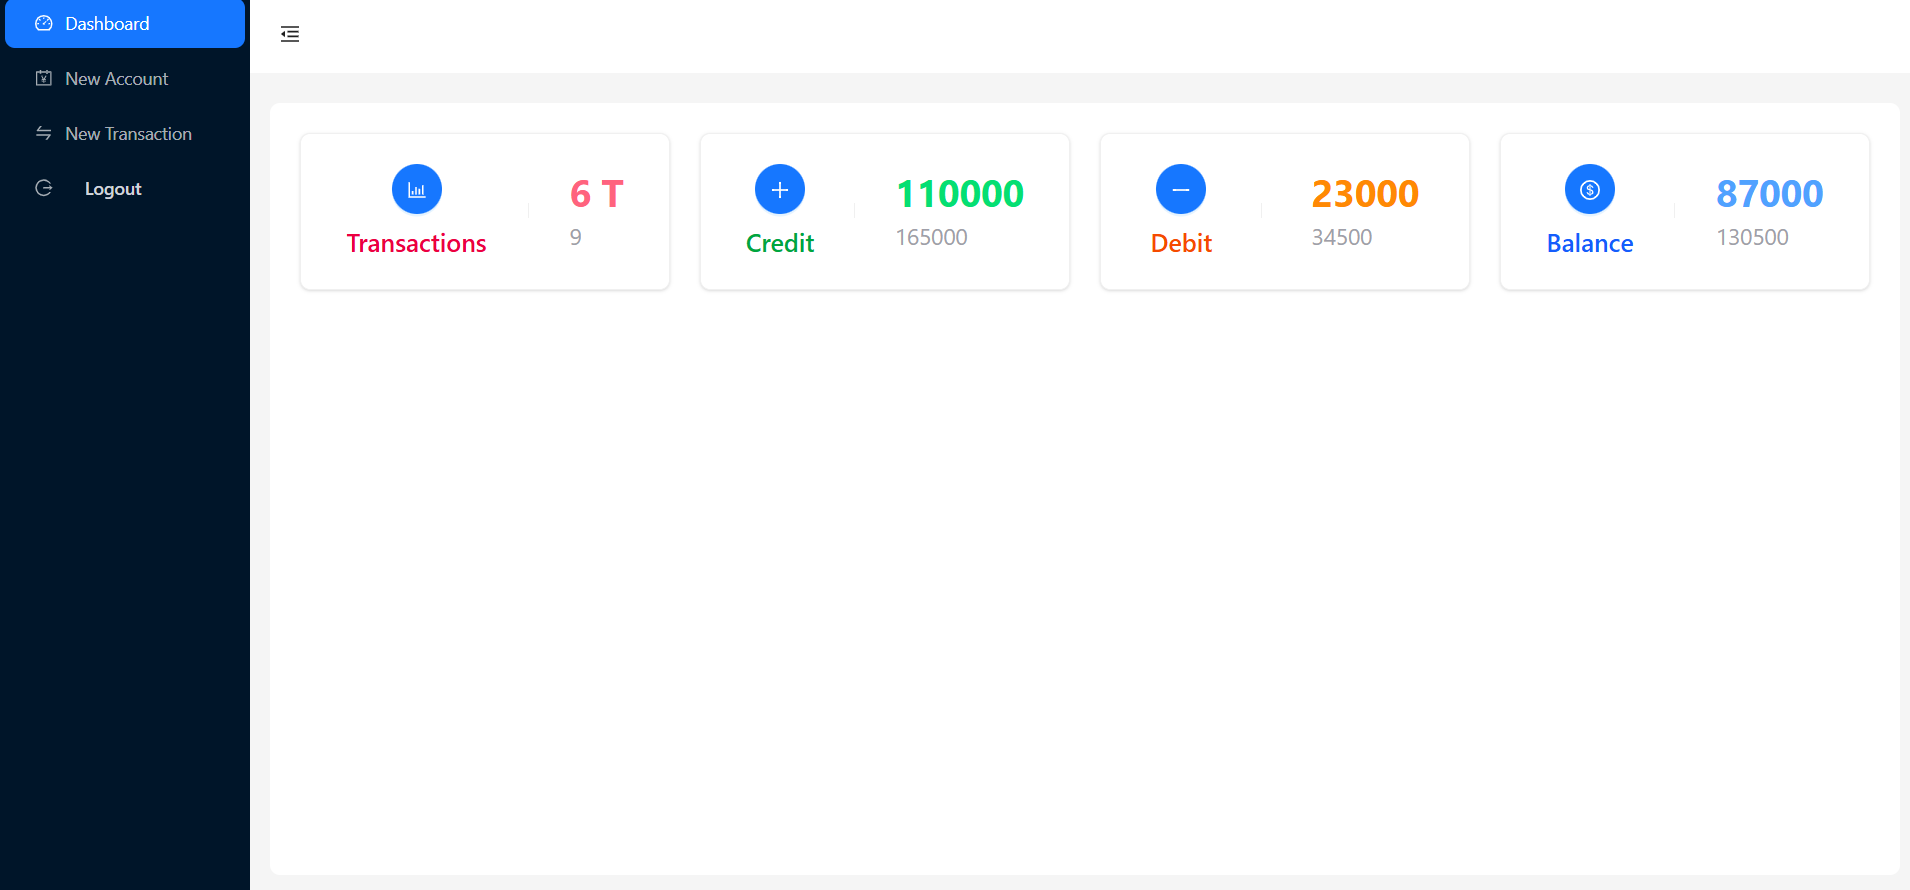 Dashboard
New Account
New Transaction
Logout
Transactions
6 T
9
Credit
110000
165000
Debit
23000
34500
Balance
87000
130500